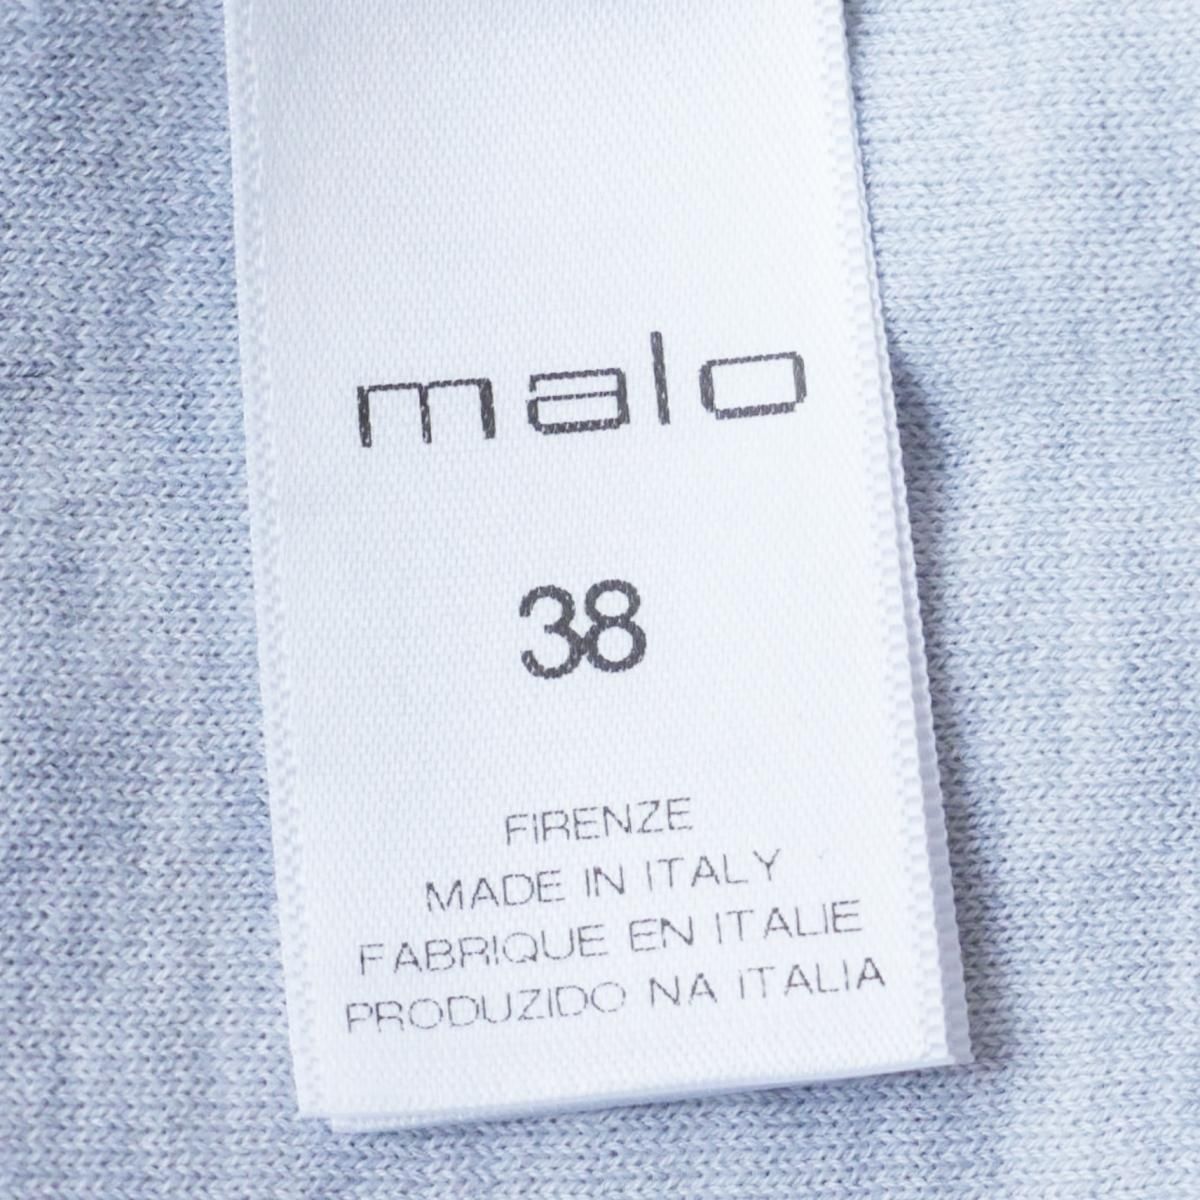 malo
38
FIRENZE
MADE IN ITALY
FABRIQUE EN ITALIE
PRODUZIDO NA ITALIA